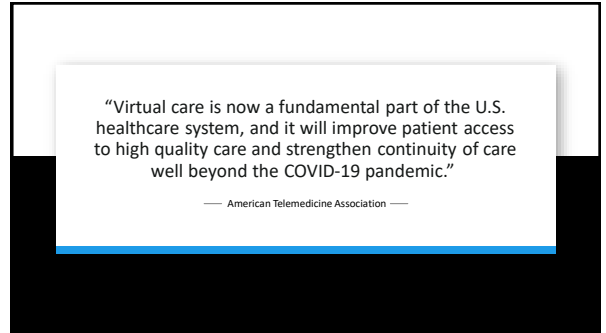 “Virtual care is now a fundamental part of the U.S.
healthcare system, and it will improve patient access
to high quality care and strengthen continuity of care
well beyond the COVID-19 pandemic.”
American Telemedicine Association